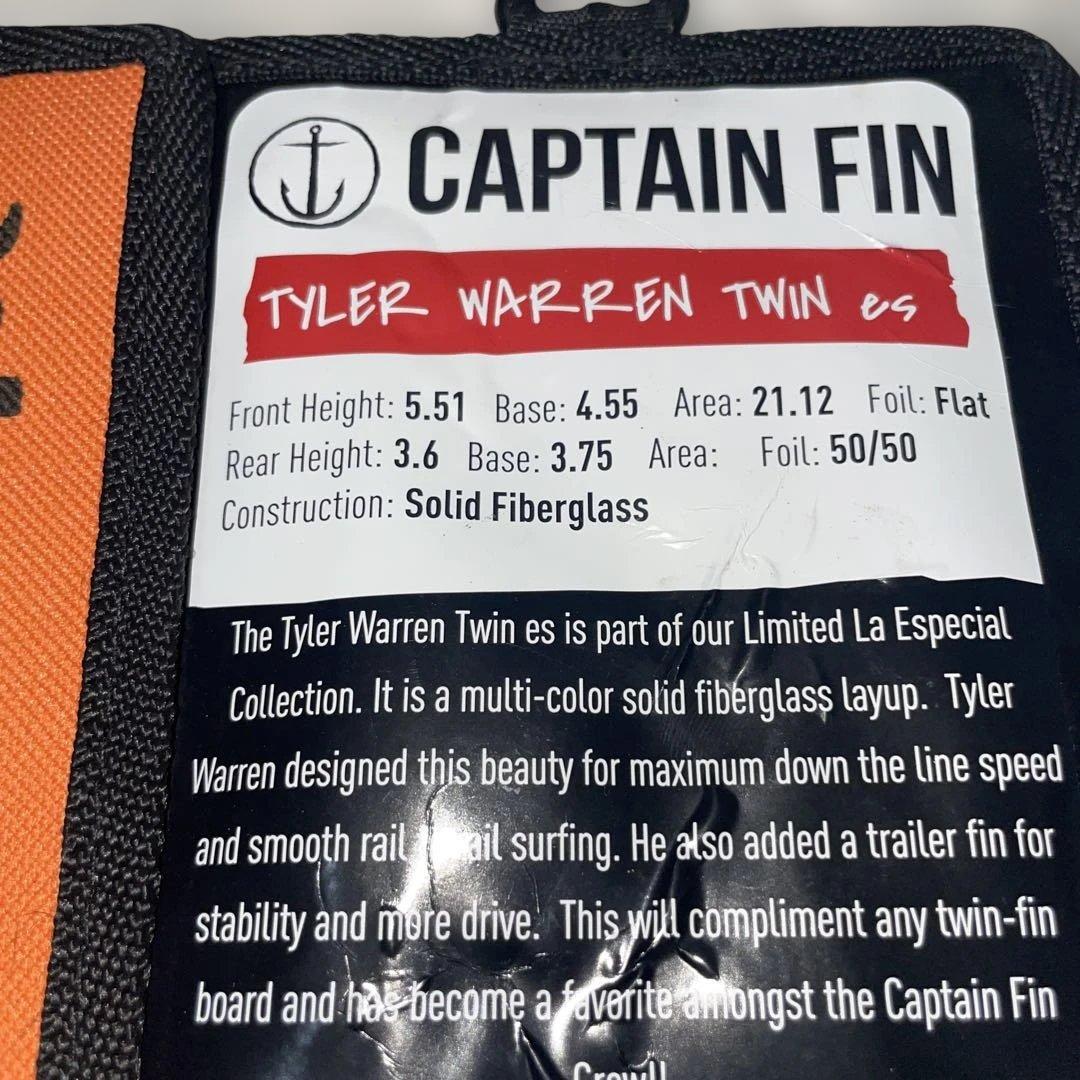 CAPTAIN FIN
TYLER WARREN TWIN es
Front Height: 5.51 Base: 4.55 Area: 21.12 Foil: Flat
Rear Height: 3.6 Base: 3.75 Area: Foil: 50/50
Construction: Solid Fiberglass
The Tyler Warren Twin es is part of our Limited La Especial
Collection. It is a multi-color solid fiberglass layup. Tyler
Warren designed this beauty for maximum down the line speed
and smooth rail surfing. He also added a trailer fin for
stability and more drive. This will compliment any twin-fin
board and has become a favorite amongst the Captain Fin